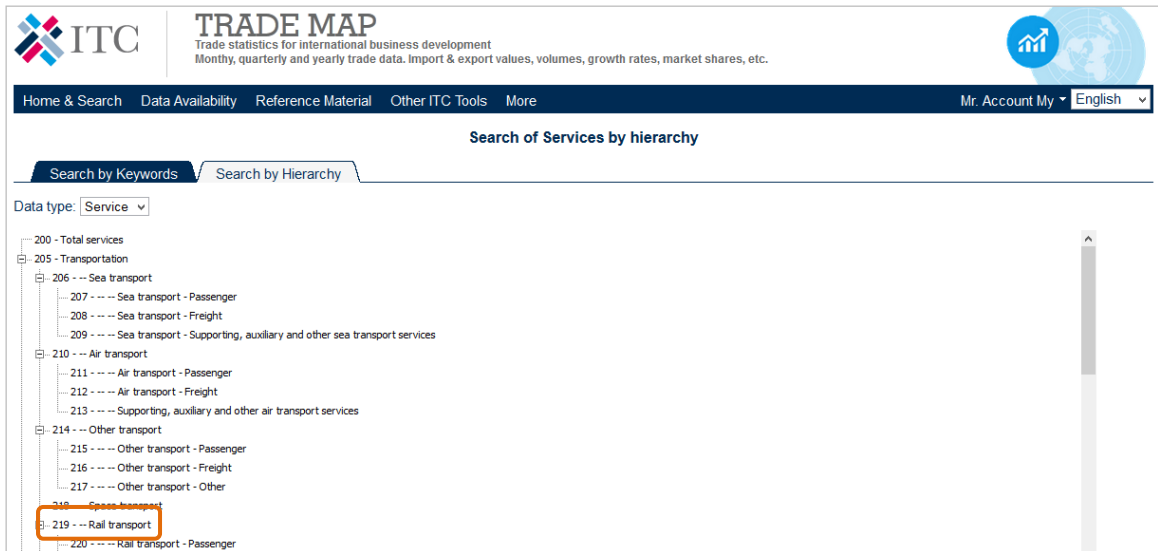 ITC
TRADE MAP
Trade statistics for international business development
Monthy, quarterly and yearly trade data. Import & export values, volumes, growth rates, market shares, etc.
Home & Search Data Availability Reference Material Other ITC Tools More Mr. Account My English
Search of Services by hierarchy
Search by Keywords Search by Hierarchy
Data type: Service
200 - Total services
205 - Transportation
206 - -- Sea transport
207 - -- -- Sea transport - Passenger
208 - -- -- Sea transport - Freight
209 - -- -- Sea transport - Supporting, auxiliary and other sea transport services
210 - -- Air transport
211 - -- -- Air transport - Passenger
212 - -- -- Air transport - Freight
213 - -- -- Supporting, auxiliary and other air transport services
214 - -- Other transport
215 - -- -- Other transport - Passenger
216 - -- -- Other transport - Freight
217 - -- -- Other transport - Other
218 - -- Space transport
219 - -- Rail transport
220 - -- -- Rail transport - Passenger